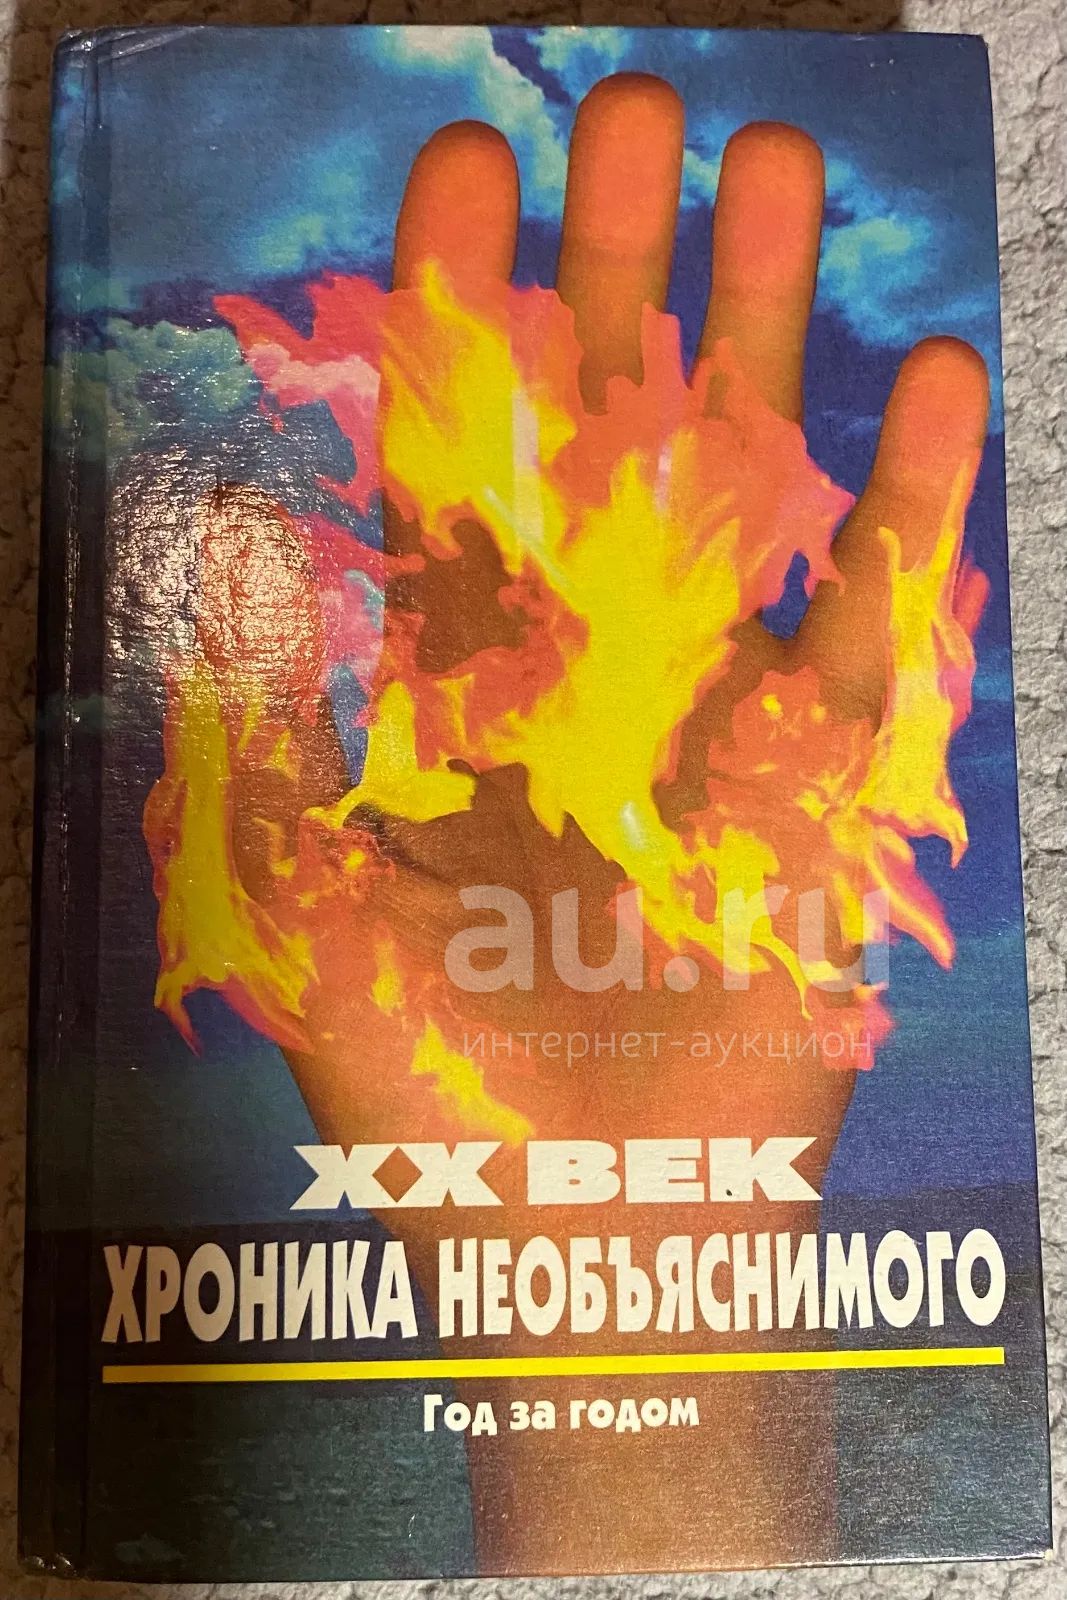 au.ru
интернет-аукцион
XX ВЕК
ХРОНИКА НЕОБЪЯСНИМОГО
Год за годом